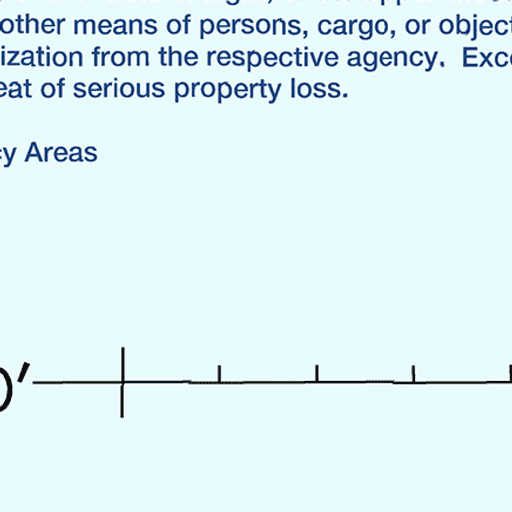 other means of persons, cargo, or object
ization from the respective agency. Exc
eat of serious property loss.
y Areas
0′